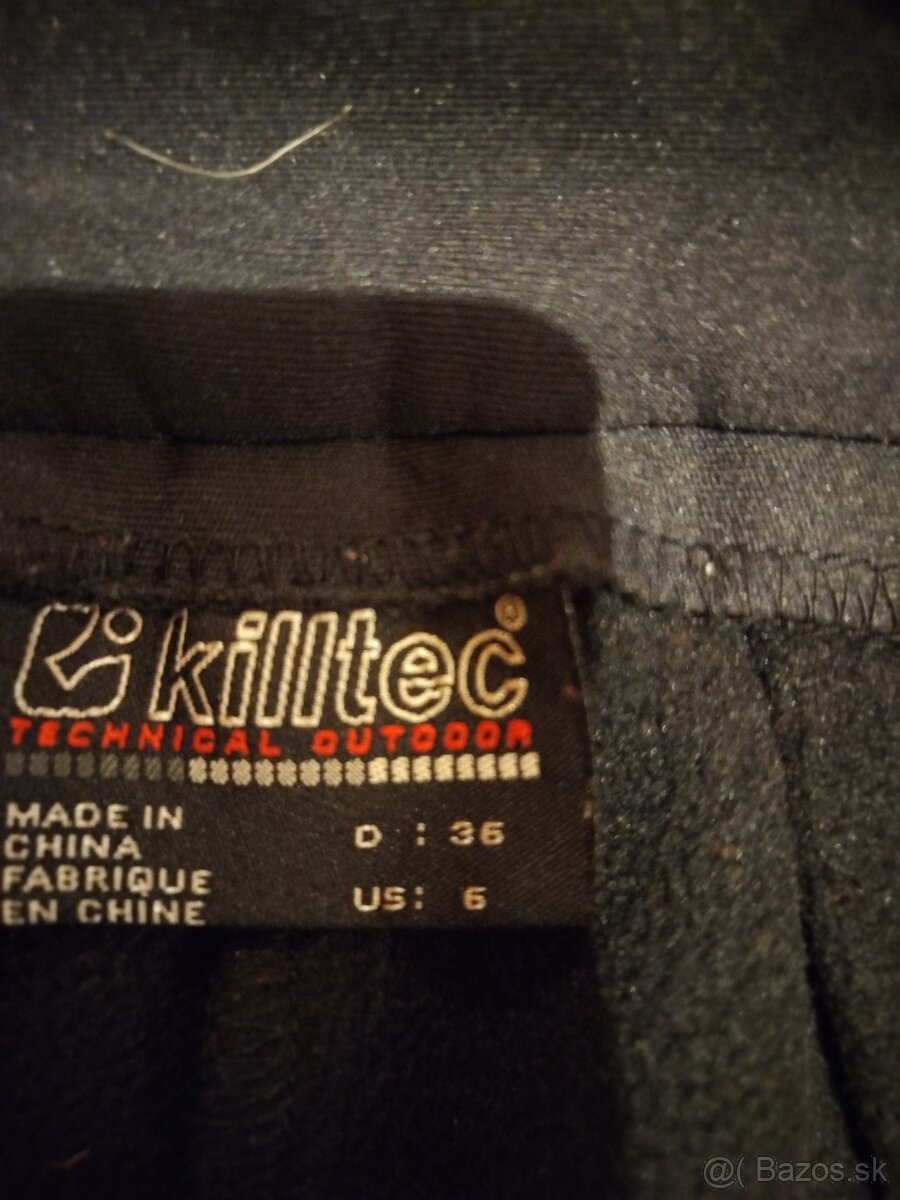 killtec®
TECHNICAL OUTDOOR
MADE IN
CHINA
FABRIQUE
EN CHINE
D : 36
US: 6
@( Bazos.sk